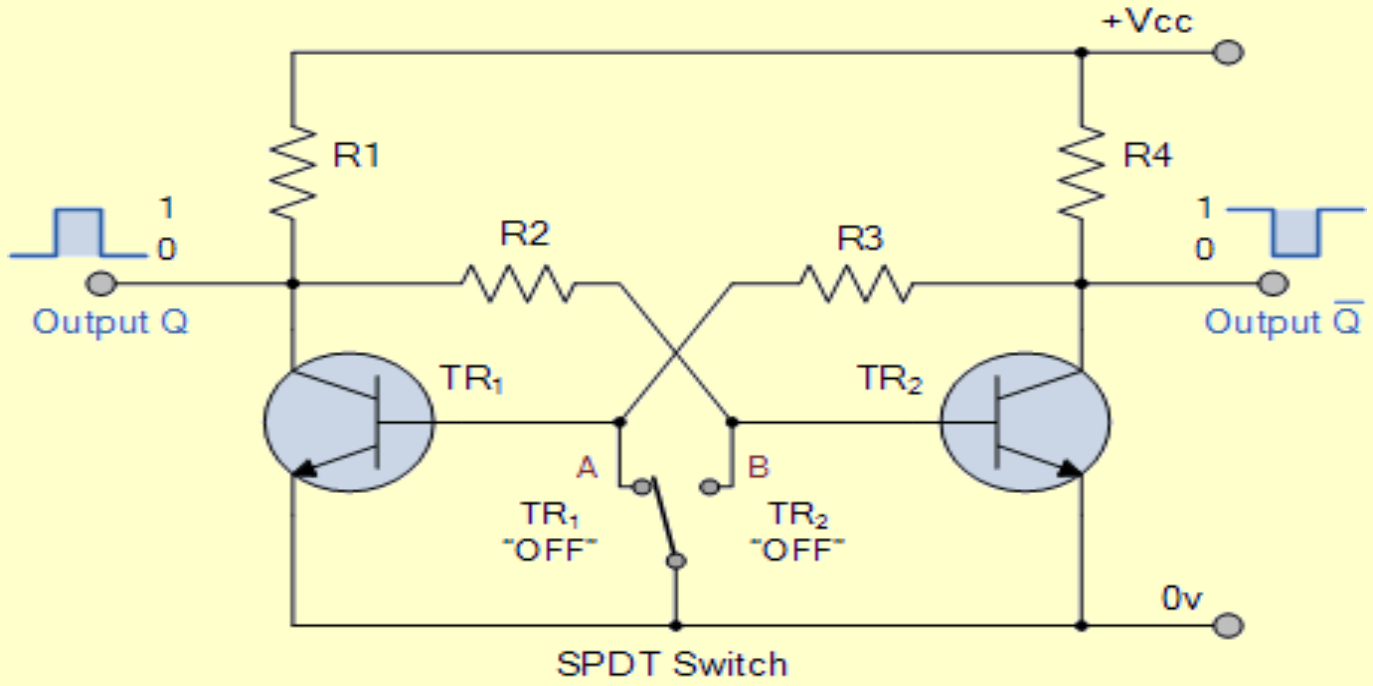 +Vcc
R1
R4
1
0
1
0
R2
R3
Output Q
Output Q̅
TR₁
TR₂
A
B
TR₁
"OFF"
TR₂
"OFF"
0v
SPDT Switch